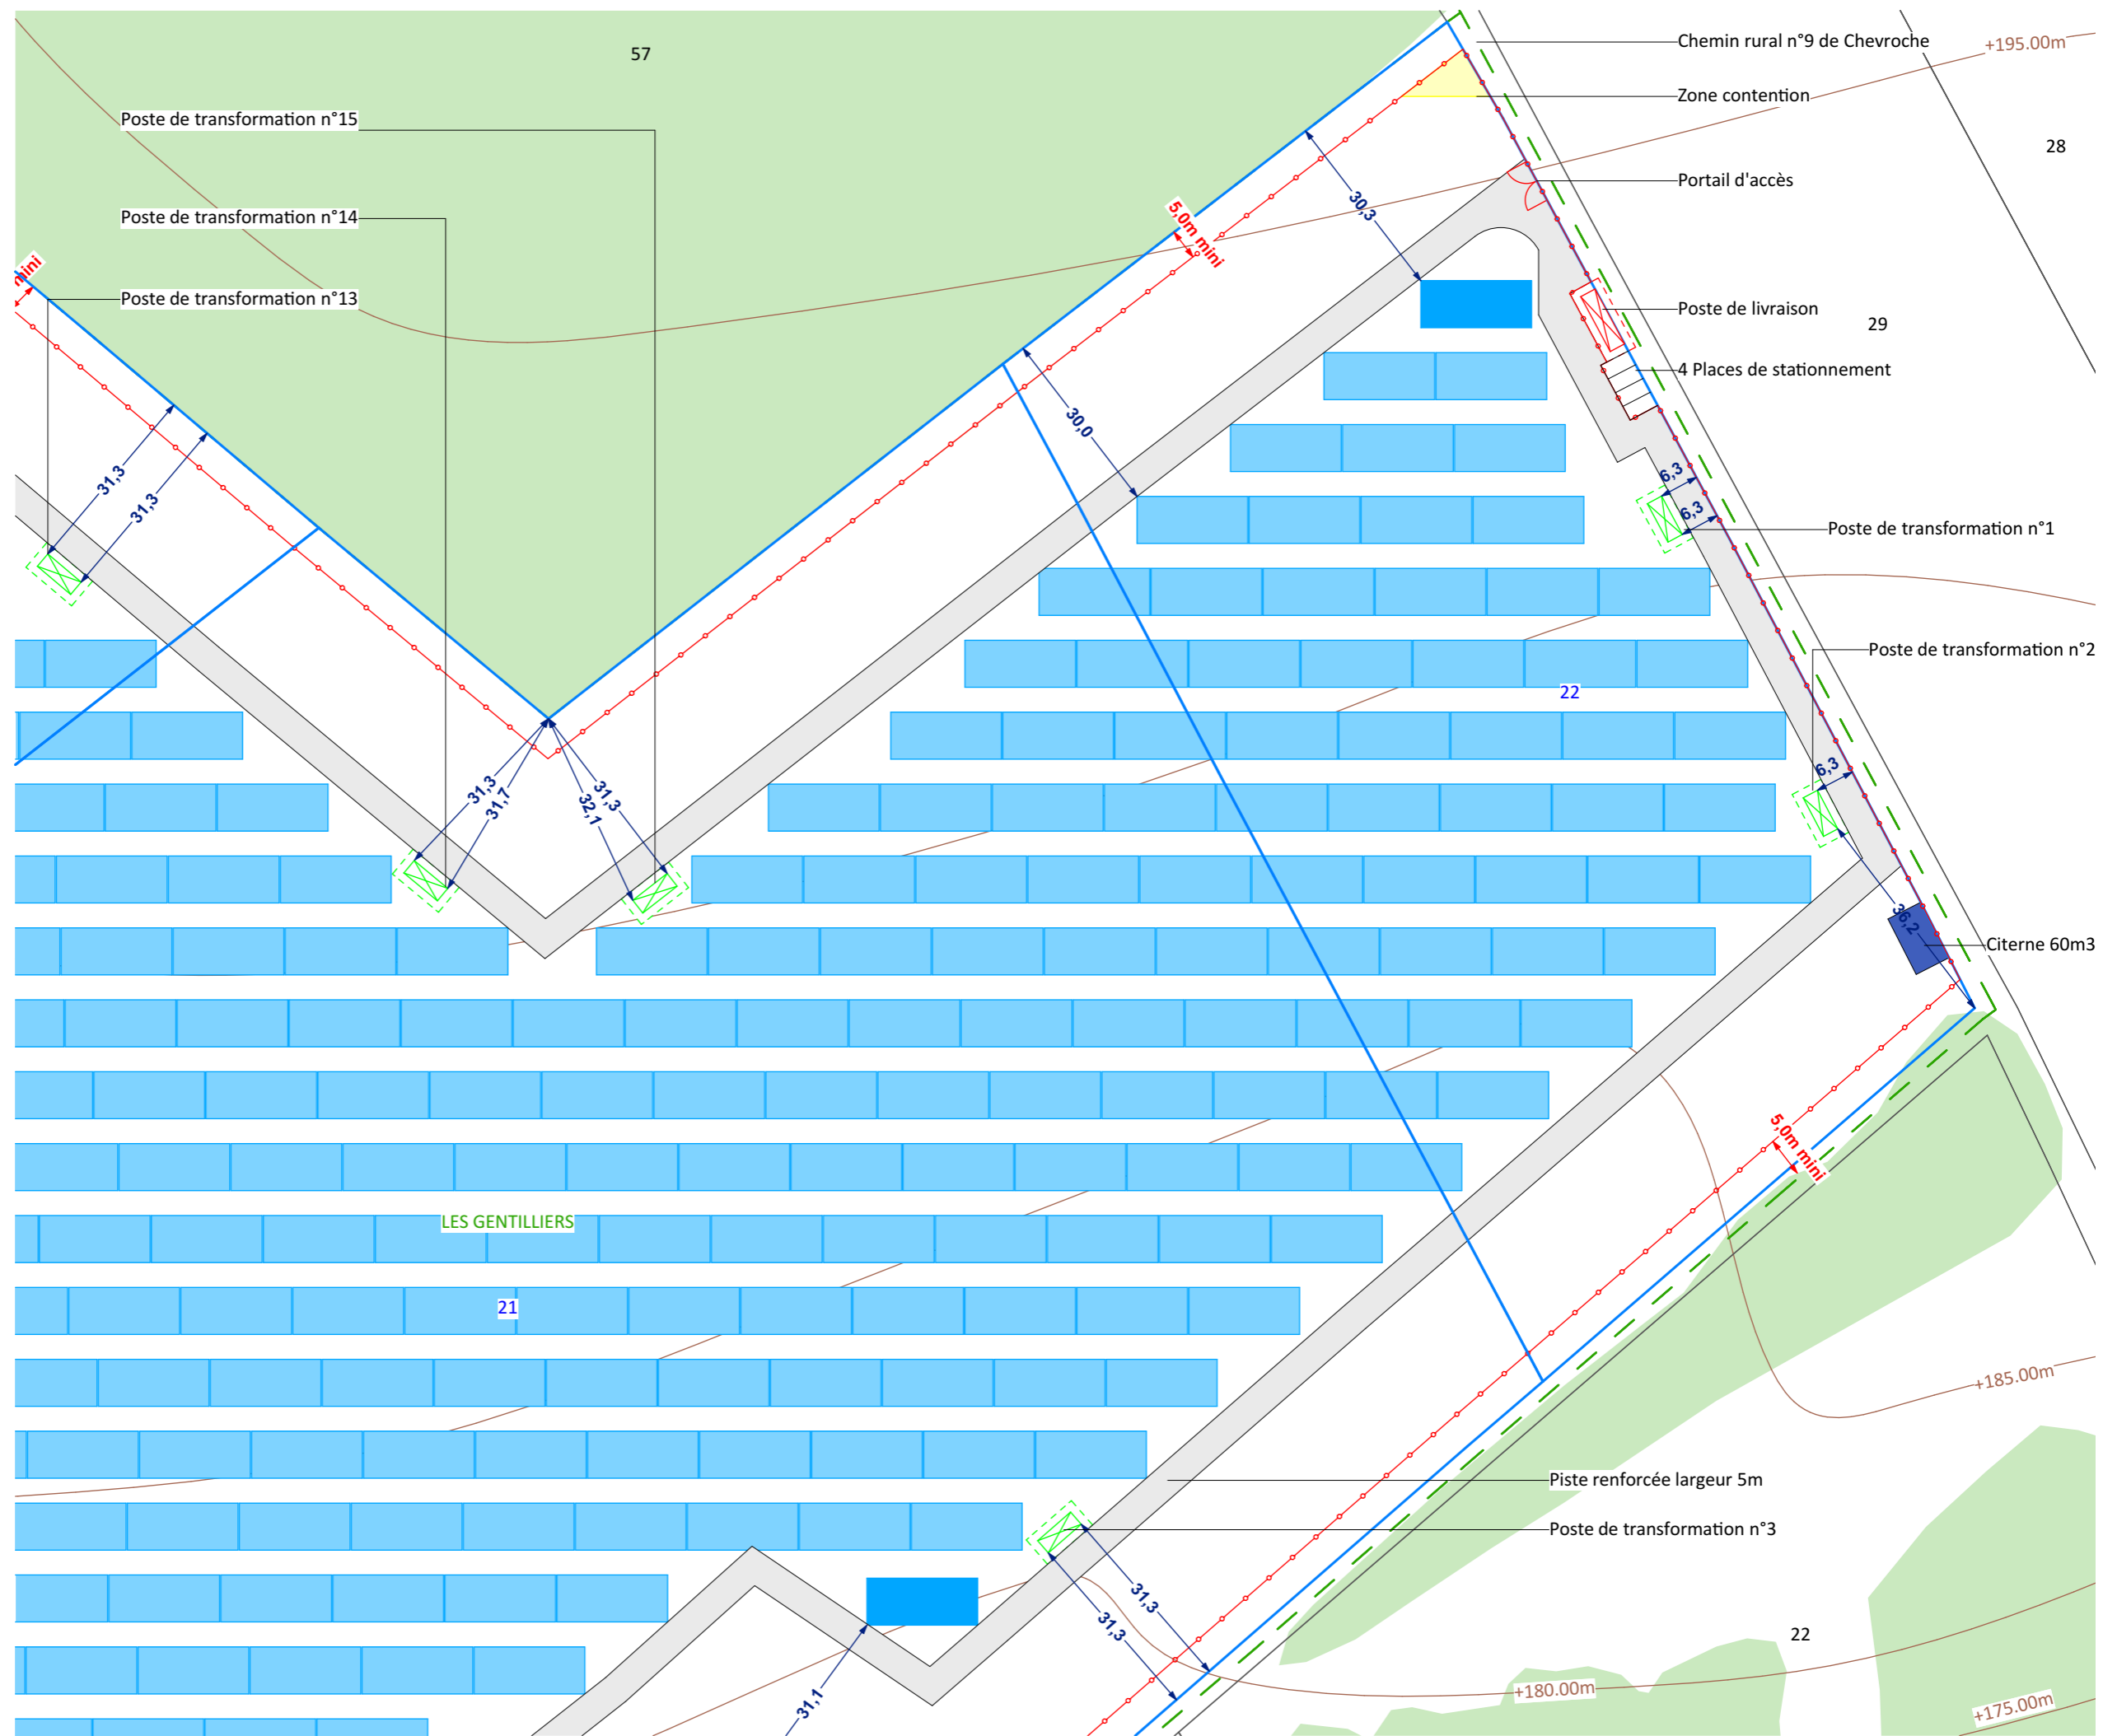 57
Chemin rural n°9 de Chevroche
+195.00m
Zone contention
Poste de transformation n°15
28
Portail d'accès
30,3
Poste de transformation n°14
5,0m mini
mini
Poste de transformation n°13
Poste de livraison
29
4 Places de stationnement
30,0
31,3
31,3
6,3
6,3
Poste de transformation n°1
Poste de transformation n°2
22
6,3
31,3
31,7
32,1
31,3
36,2
Citerne 60m3
5,0m mini
LES GENTILLIERS
21
+185.00m
Piste renforcée largeur 5m
Poste de transformation n°3
31,3
31,3
22
+180.00m
31,1
+175.00m